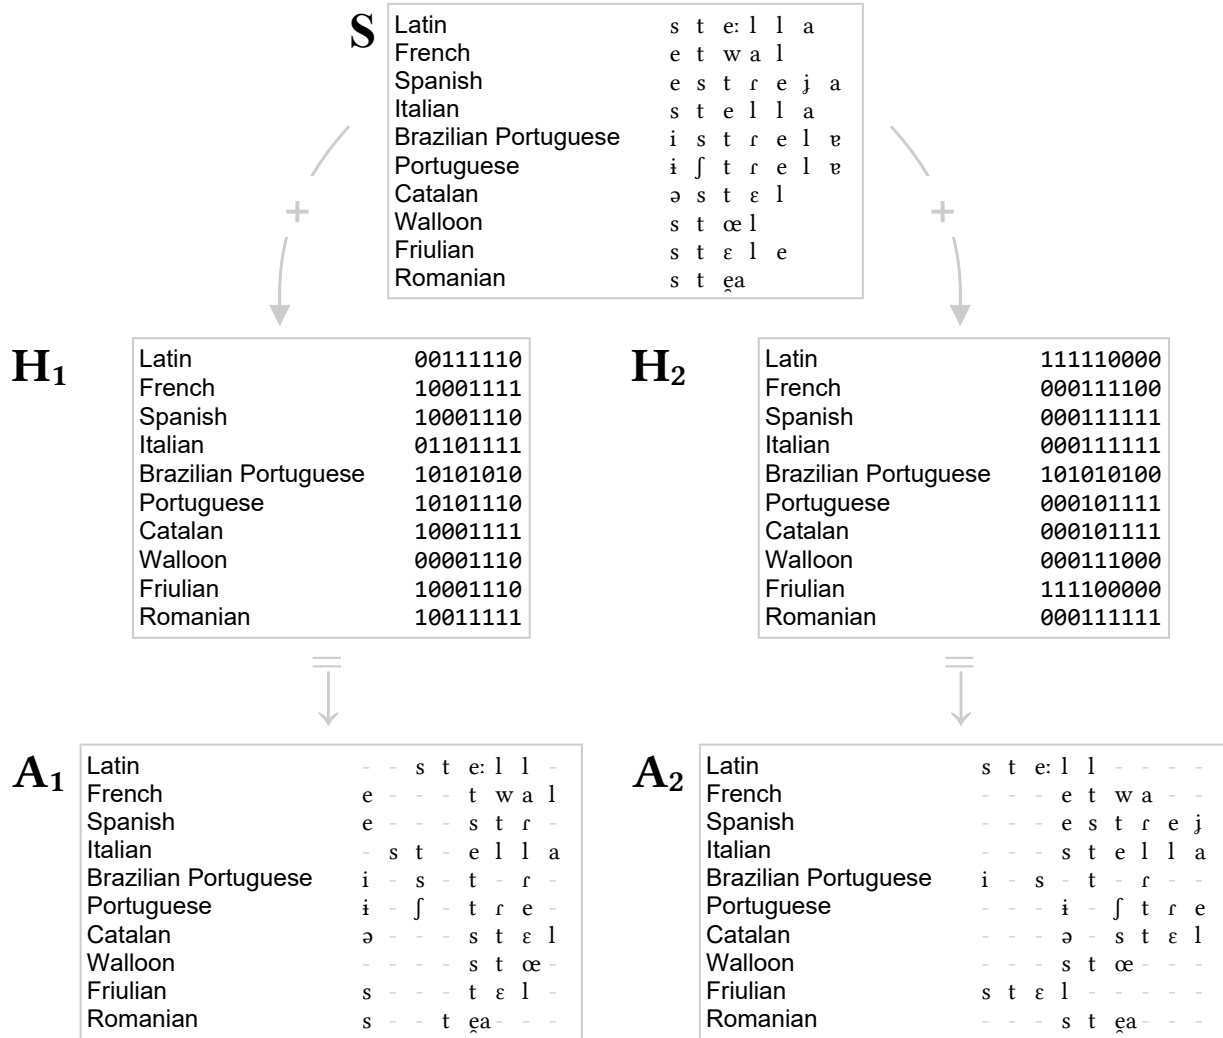 S
Latin s t eː l l a
French e t w a l
Spanish e s t ɾ e ʝ a
Italian s t e l l a
Brazilian Portuguese i s t ɾ e l ɐ
Portuguese ɨ ʃ t ɾ e l ɐ
Catalan ə s t ɛ l
Walloon s t œ l
Friulian s t ɛ l e
Romanian s t e̯a
+ +
H₁
Latin 00111110
French 10001111
Spanish 10001110
Italian 01101111
Brazilian Portuguese 10101010
Portuguese 10101110
Catalan 10001111
Walloon 00001110
Friulian 10001110
Romanian 10011111
H₂
Latin 111110000
French 000111100
Spanish 000111111
Italian 000111111
Brazilian Portuguese 101010100
Portuguese 000101111
Catalan 000101111
Walloon 000111000
Friulian 111100000
Romanian 000111111
A₁
Latin - - s t eː l l -
French e - - - t w a l
Spanish e - - - s t ɾ -
Italian - s t - e l l a
Brazilian Portuguese i - s - t - ɾ -
Portuguese ɨ - ʃ - t ɾ e -
Catalan ə - - - s t ɛ l
Walloon - - - - s t œ -
Friulian s - - - t ɛ l -
Romanian s - - t e̯a - - -
A₂
Latin s t eː l l - - - -
French - - - e t w a - -
Spanish - - - e s t ɾ e ʝ
Italian - - - s t e l l a
Brazilian Portuguese i - s - t - ɾ - -
Portuguese - - - ɨ - ʃ t ɾ e
Catalan - - - ə - s t ɛ l
Walloon - - - s t œ - - -
Friulian s t ɛ l - - - - -
Romanian - - - s t e̯a - - -